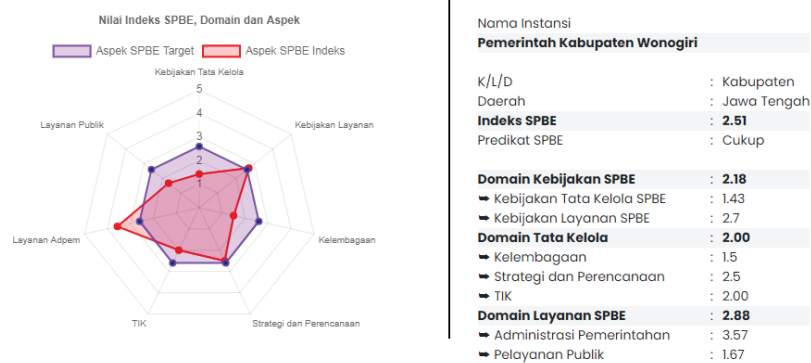 Nilai Indeks SPBE, Domain dan Aspek
Aspek SPBE Target
Aspek SPBE Indeks
Kebijakan Tata Kelola
5
4
3
2
1
Layanan Publik
Kebijakan Layanan
Layanan Adpem
Kelembagaan
TIK
Strategi dan Perencanaan
Nama Instansi
Pemerintah Kabupaten Wonogiri
K/L/D : Kabupaten
Daerah : Jawa Tengah
Indeks SPBE : 2.51
Predikat SPBE : Cukup
Domain Kebijakan SPBE : 2.18
➥ Kebijakan Tata Kelola SPBE : 1.43
➥ Kebijakan Layanan SPBE : 2.7
Domain Tata Kelola : 2.00
➥ Kelembagaan : 1.5
➥ Strategi dan Perencanaan : 2.5
➥ TIK : 2.00
Domain Layanan SPBE : 2.88
➥ Administrasi Pemerintahan : 3.57
➥ Pelayanan Publik : 1.67